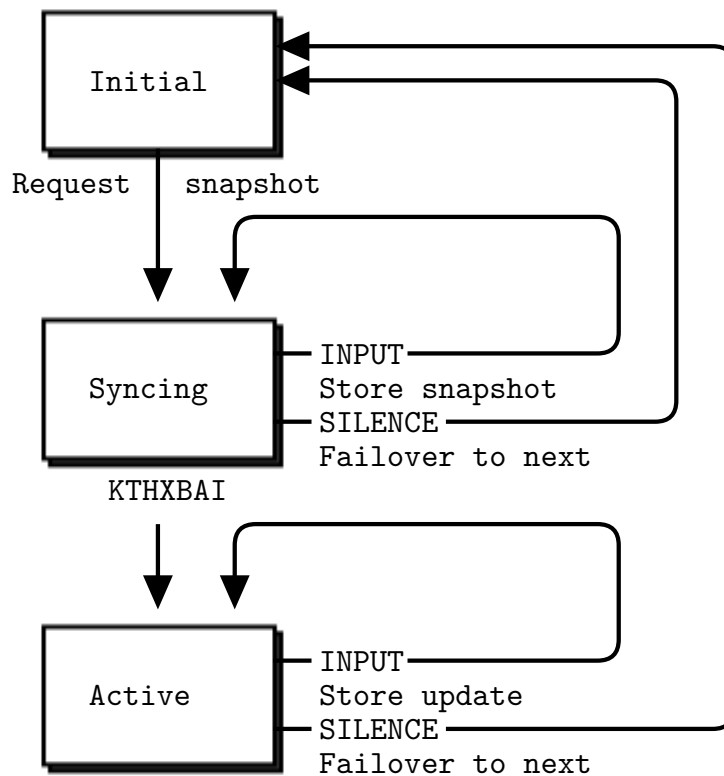 Initial
Request snapshot
Syncing
INPUT
Store snapshot
SILENCE
Failover to next
KTHXBAI
Active
INPUT
Store update
SILENCE
Failover to next